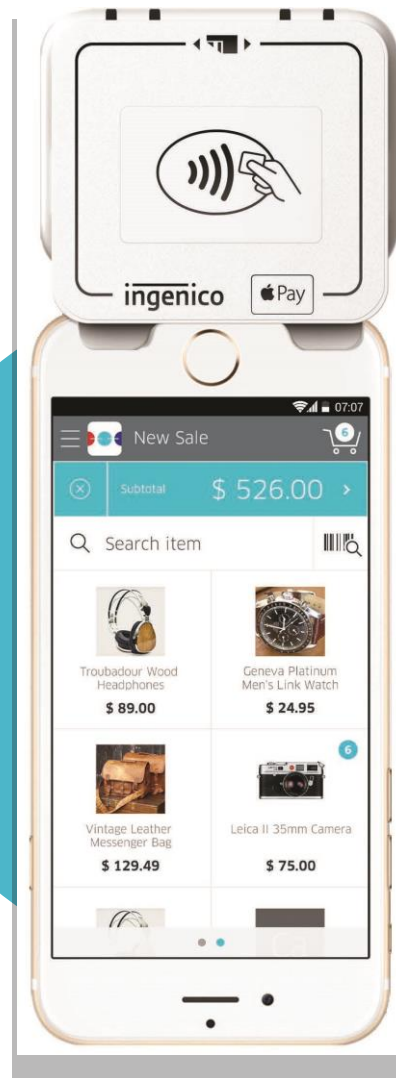 ingenico
Pay
07:07
New Sale
6
Subtotal
$ 526.00
Search item
Troubadour Wood
Headphones
$ 89.00
Geneva Platinum
Men's Link Watch
$ 24.95
6
Vintage Leather
Messenger Bag
$ 129.49
Leica II 35mm Camera
$ 75.00